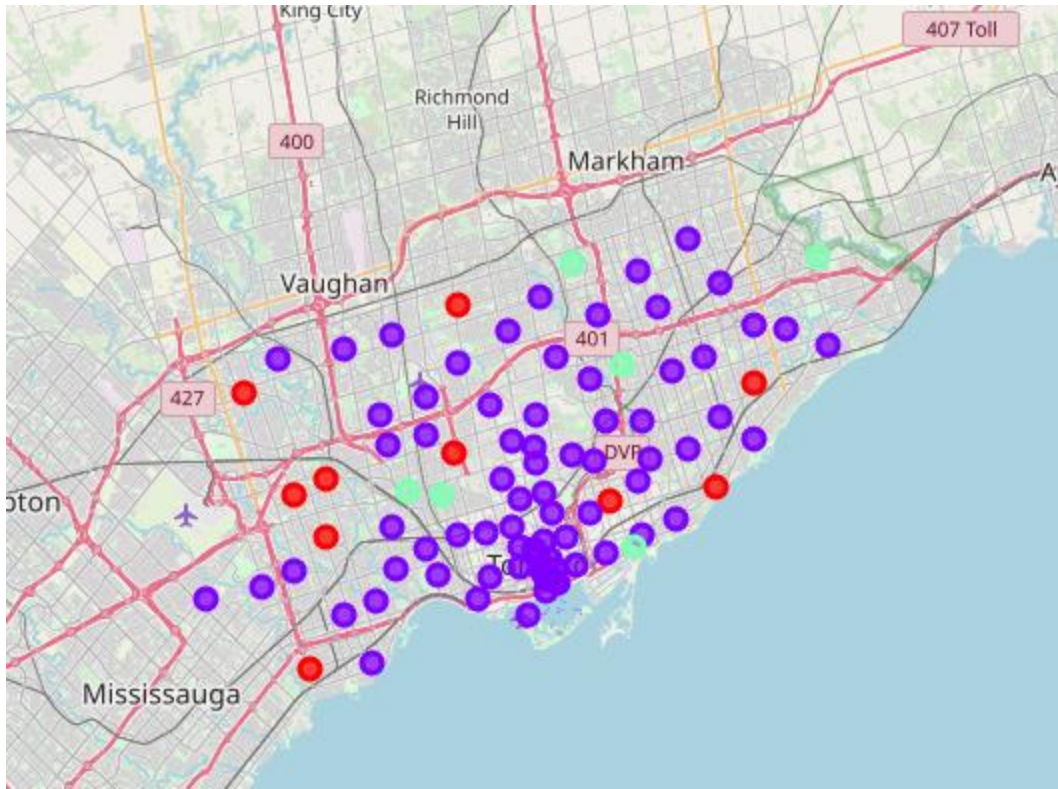 King City
407 Toll
Richmond
Hill
400
Markham
Vaughan
401
427
DVP
Mississauga